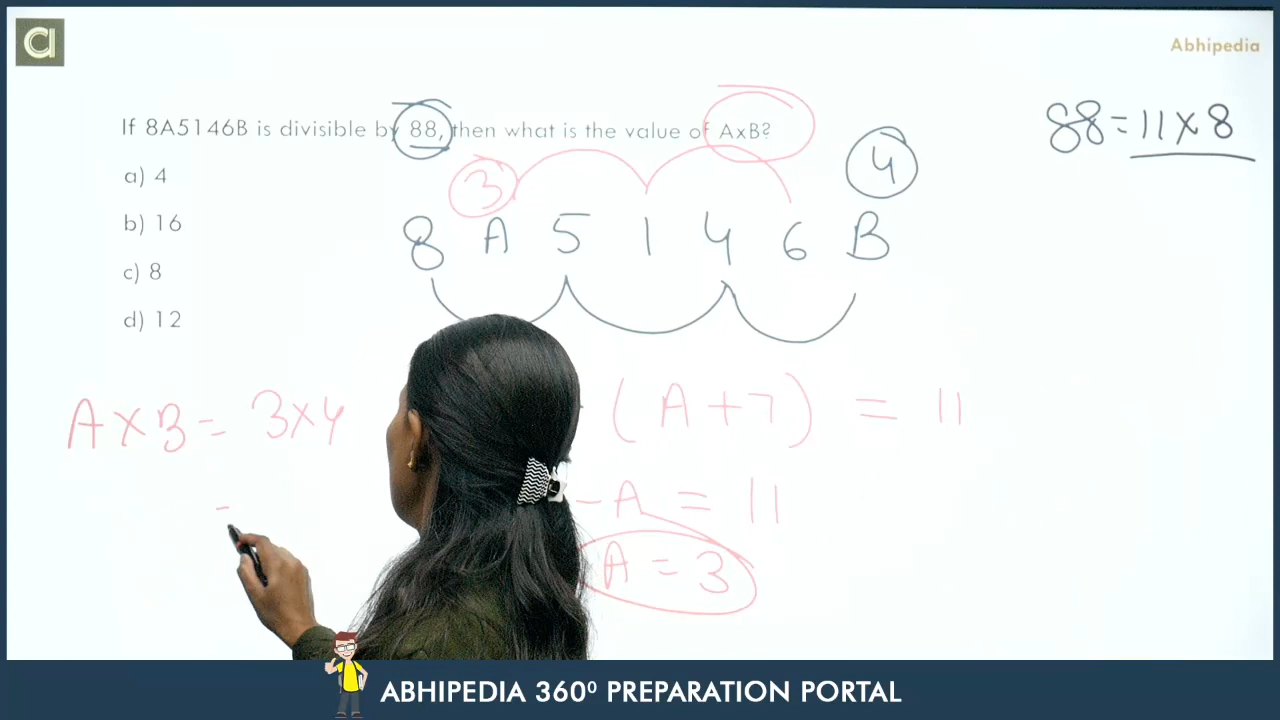 a
Abhipedia
If 8A5146B is divisible by 88, then what is the value of AxB?
88 = 11 × 8
a) 4
b) 16
c) 8
d) 12
3
4
8 A 5 1 4 6 B
A × B = 3 × 4
=
(A + 7) = 11
- A = 11
A = 3
ABHIPEDIA 360⁰ PREPARATION PORTAL